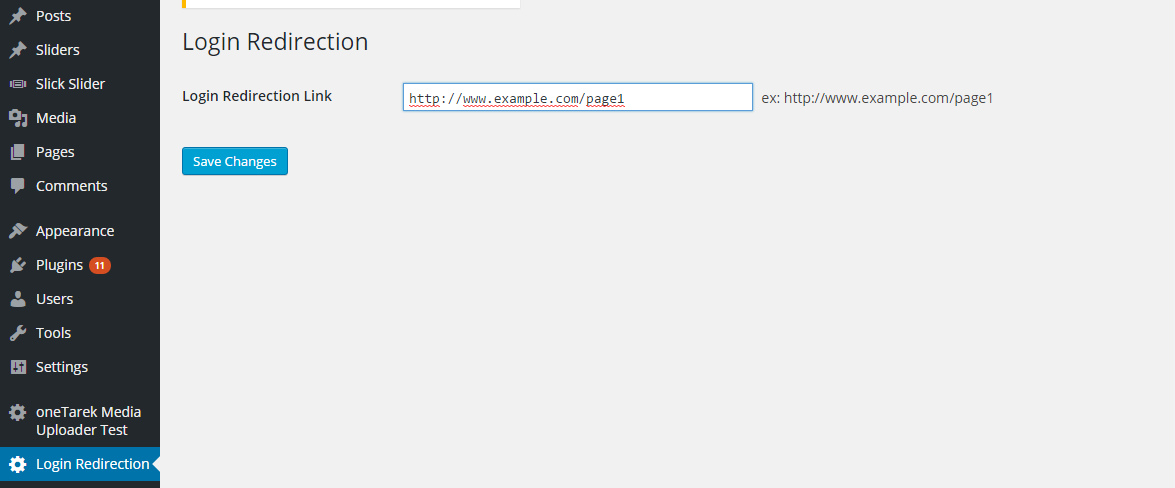 Posts
Sliders
Slick Slider
Media
Pages
Comments
Appearance
Plugins 11
Users
Tools
Settings
oneTarek Media
Uploader Test
Login Redirection
Login Redirection
Login Redirection Link http://www.example.com/page1 ex: http://www.example.com/page1
Save Changes